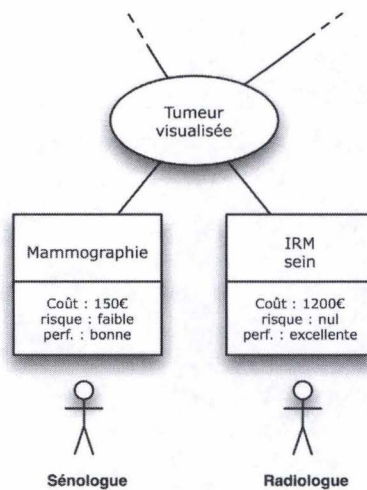 Tumeur
visualisée
Mammographie
Coût : 150€
risque : faible
perf. : bonne
IRM
sein
Coût : 1200€
risque : nul
perf. : excellente
Sénologue
Radiologue